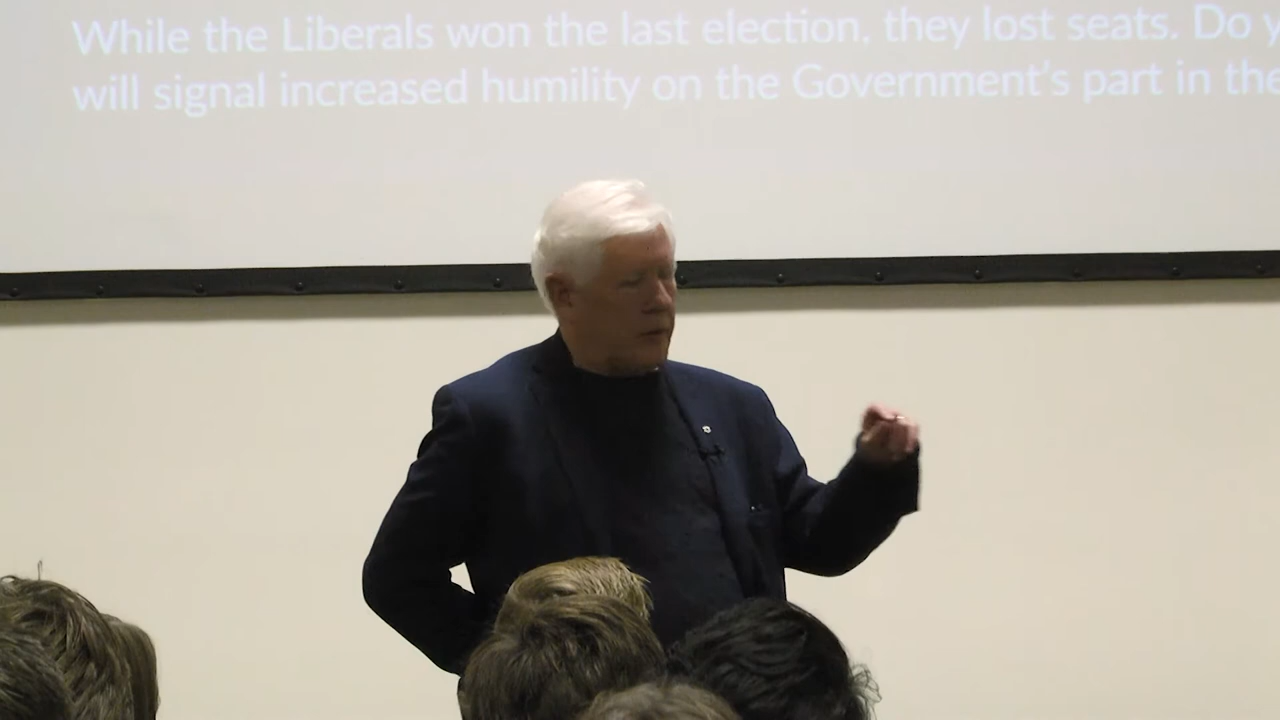 While the Liberals won the last election, they lost seats. Do
will signal increased humility on the Government's part in the